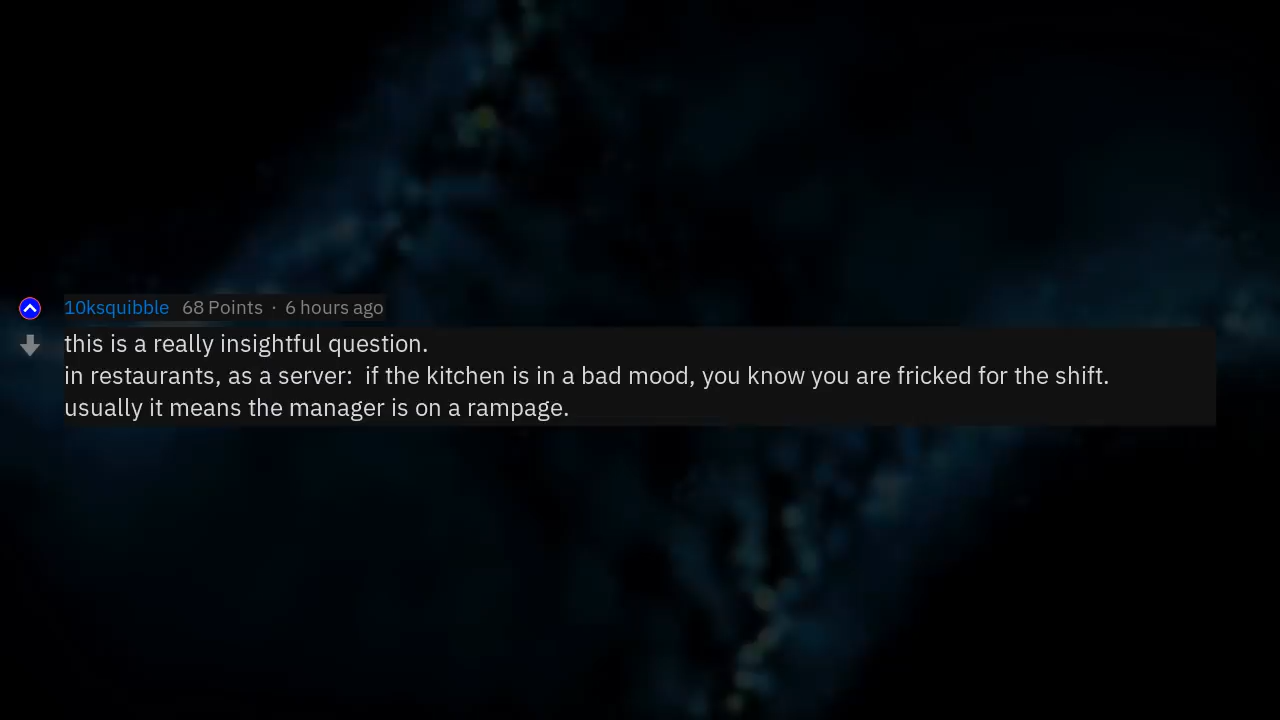 10ksquibble 68 Points · 6 hours ago
this is a really insightful question.
in restaurants, as a server:  if the kitchen is in a bad mood, you know you are fricked for the shift.
usually it means the manager is on a rampage.